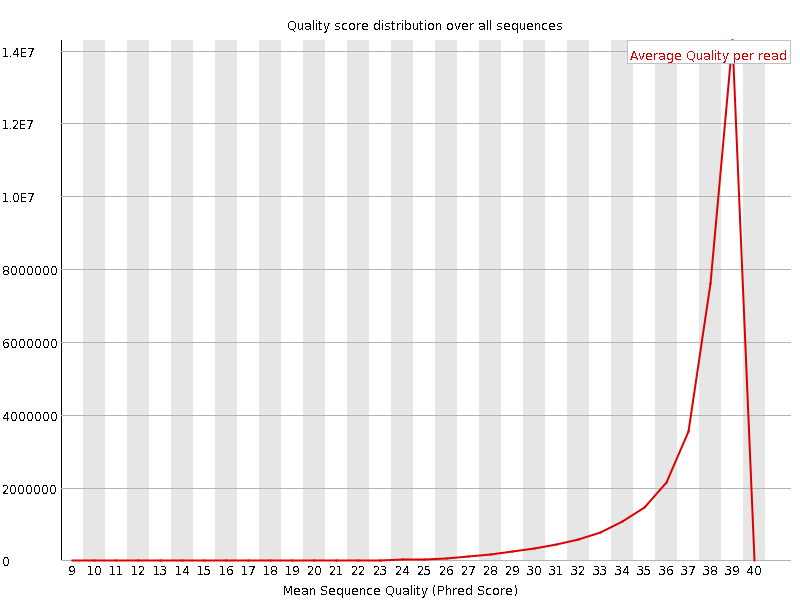 Quality score distribution over all sequences
Average Quality per read
1.4E7
1.2E7
1.0E7
8000000
6000000
4000000
2000000
0
9 10 11 12 13 14 15 16 17 18 19 20 21 22 23 24 25 26 27 28 29 30 31 32 33 34 35 36 37 38 39 40
Mean Sequence Quality (Phred Score)